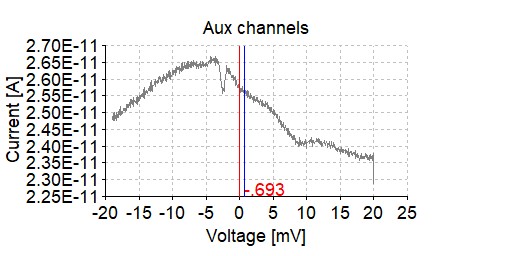 Aux channels
Current [A]
2.70E-11
2.65E-11
2.60E-11
2.55E-11
2.50E-11
2.45E-11
2.40E-11
2.35E-11
2.30E-11
2.25E-11
-.693
-20 -15 -10 -5 0 5 10 15 20 25
Voltage [mV]